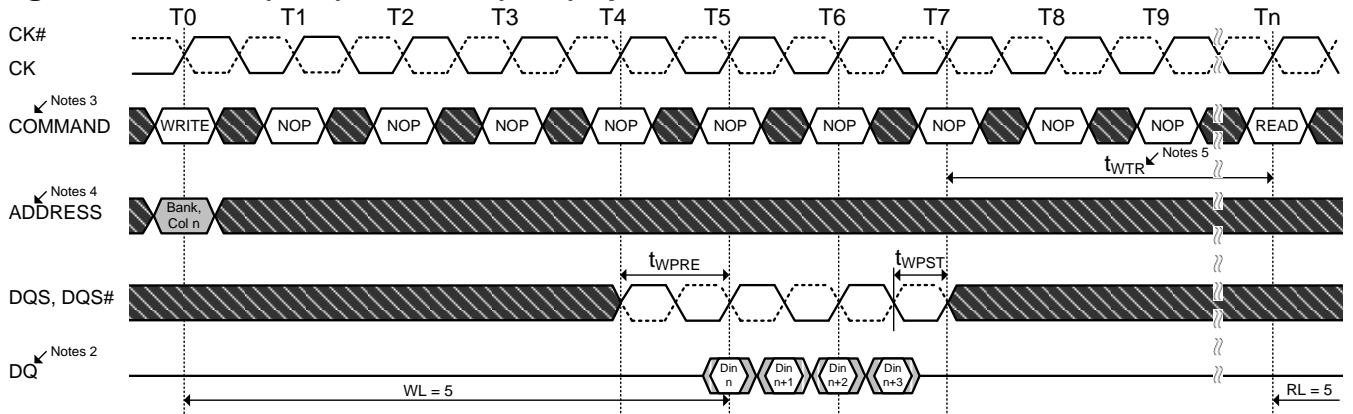 T0 T1 T2 T3 T4 T5 T6 T7 T8 T9 Tn
CK#
CK
Notes 3
COMMAND WRITE NOP NOP NOP NOP NOP NOP NOP NOP NOP READ
tWTR Notes 5
Notes 4
ADDRESS Bank, Col n
tWPRE tWPST
DQS, DQS#
Notes 2
DQ Din n Din n+1 Din n+2 Din n+3
WL = 5 RL = 5